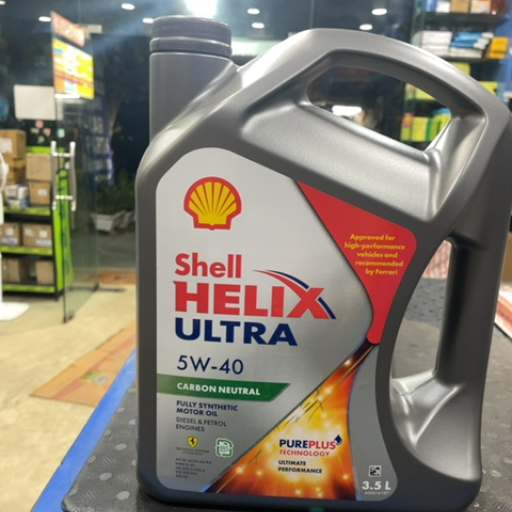 Approved for
high-performance
vehicles and
recommended
by Ferrari
Shell
HELIX
ULTRA
5W-40
CARBON NEUTRAL
FULLY SYNTHETIC
MOTOR OIL
DIESEL & PETROL
ENGINES
PUREPLUS
TECHNOLOGY
ULTIMATE
PERFORMANCE
3.5 L